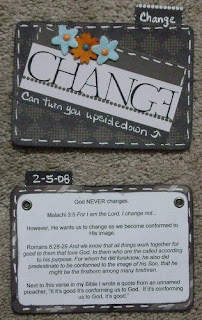 Change
CHANGE
Can turn you upsidedown
2-5-08
God NEVER changes.
Malachi 3:6 For I am the Lord, I change not...
However, He wants us to change as we become conformed to
His image.
Romans 8:28-29 And we know that all things work together for
good to them that love God, to them who are the called according
to his purpose. For whom he did foreknow, he also did
predestinate to be conformed to the image of his Son, that he
might be the firstborn among many brethren.
Next to this verse in my Bible I wrote a quote from an unnamed
preacher, "If it's good it's conforming us to God. If it's conforming
us to God, it's good."